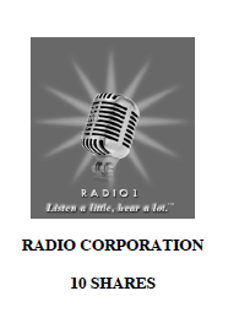 RADIO 1
Listen a little, hear a lot.™
RADIO CORPORATION
10 SHARES